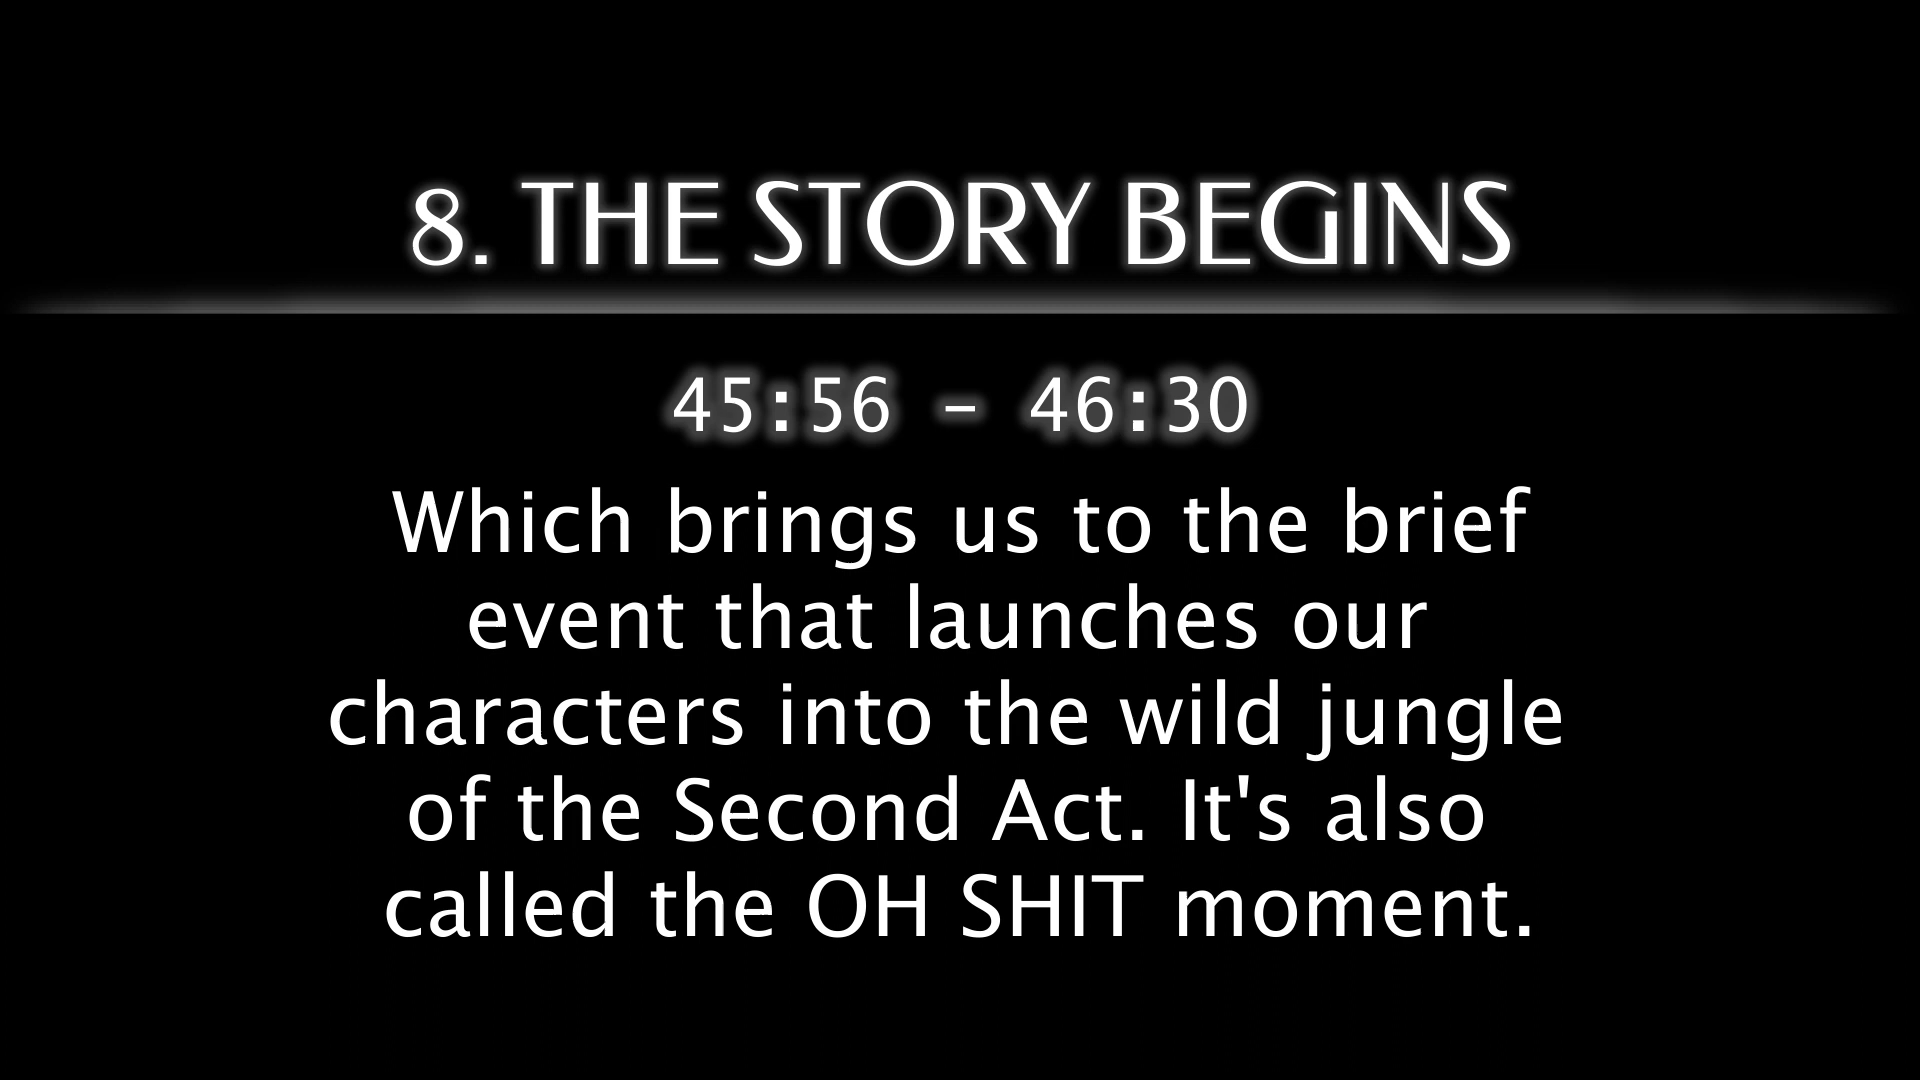 8. THE STORY BEGINS
45:56 - 46:30
Which brings us to the brief
event that launches our
characters into the wild jungle
of the Second Act. It's also
called the OH SHIT moment.